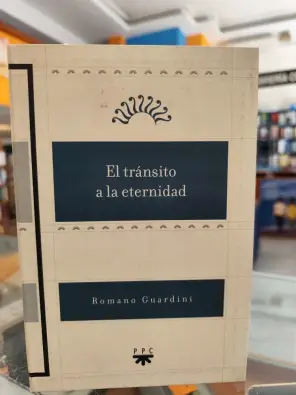 El tránsito
a la eternidad
Romano Guardini
PPC